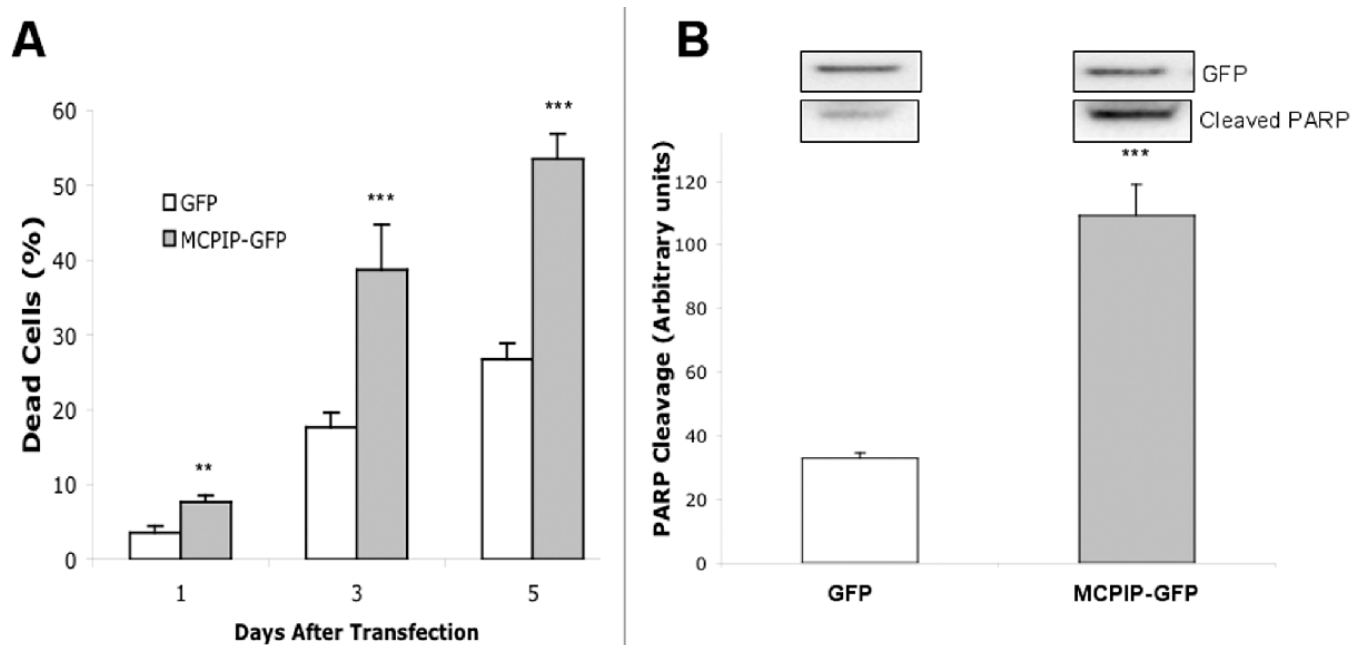 A
Dead Cells (%)
60
50
40
30
20
10
0
GFP
MCPIP-GFP
**
***
***
1
3
5
Days After Transfection
B
GFP
Cleaved PARP
***
PARP Cleavage (Arbitrary units)
120
100
80
60
40
20
0
GFP
MCPIP-GFP